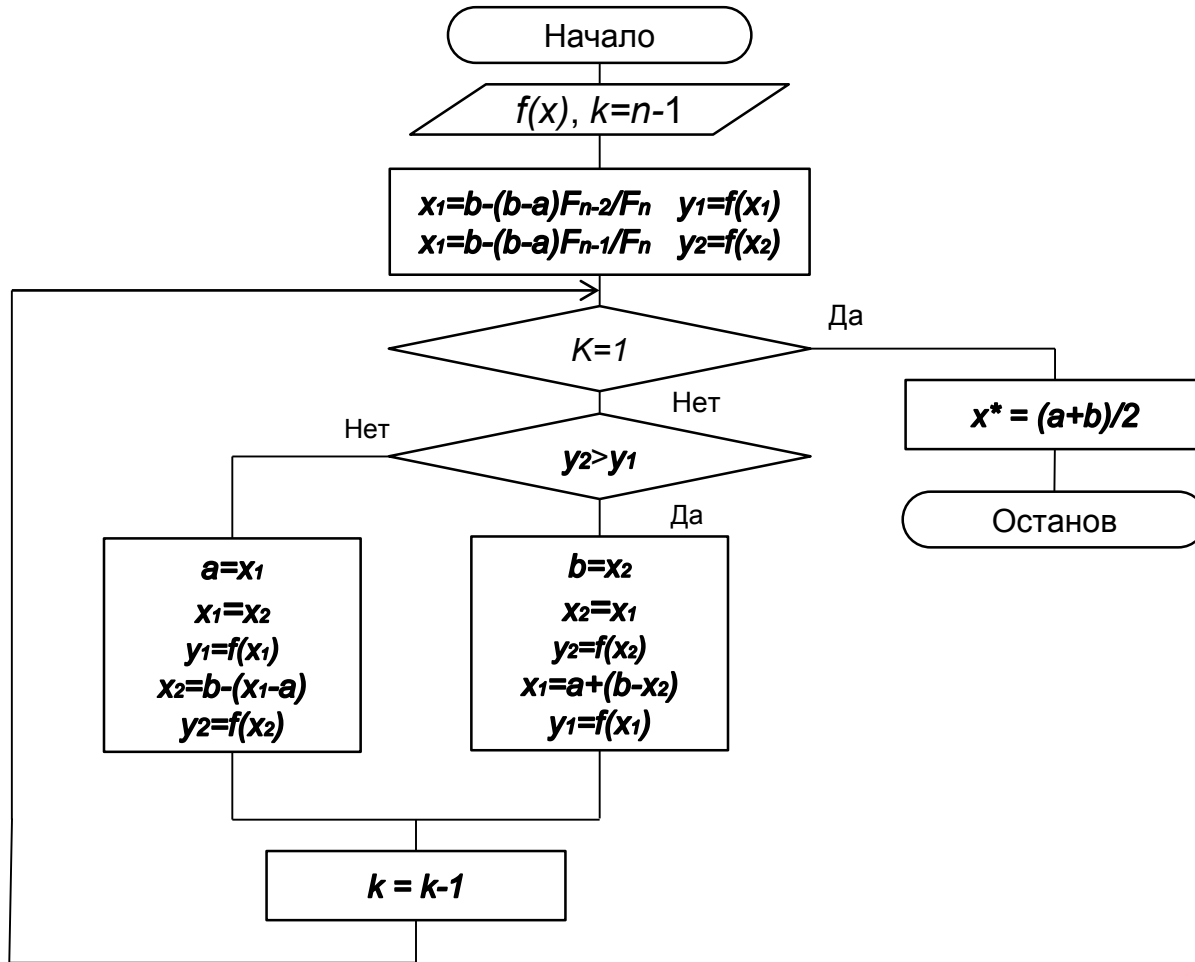 Начало
f(x), k=n-1
x₁=b-(b-a)Fₙ₋₂/Fₙ y₁=f(x₁)
x₁=b-(b-a)Fₙ₋₁/Fₙ y₂=f(x₂)
Да
K=1
Нет
x* = (a+b)/2
Нет
y₂>y₁
Да
Останов
a=x₁
x₁=x₂
y₁=f(x₁)
x₂=b-(x₁-a)
y₂=f(x₂)
b=x₂
x₂=x₁
y₂=f(x₂)
x₁=a+(b-x₂)
y₁=f(x₁)
k = k-1